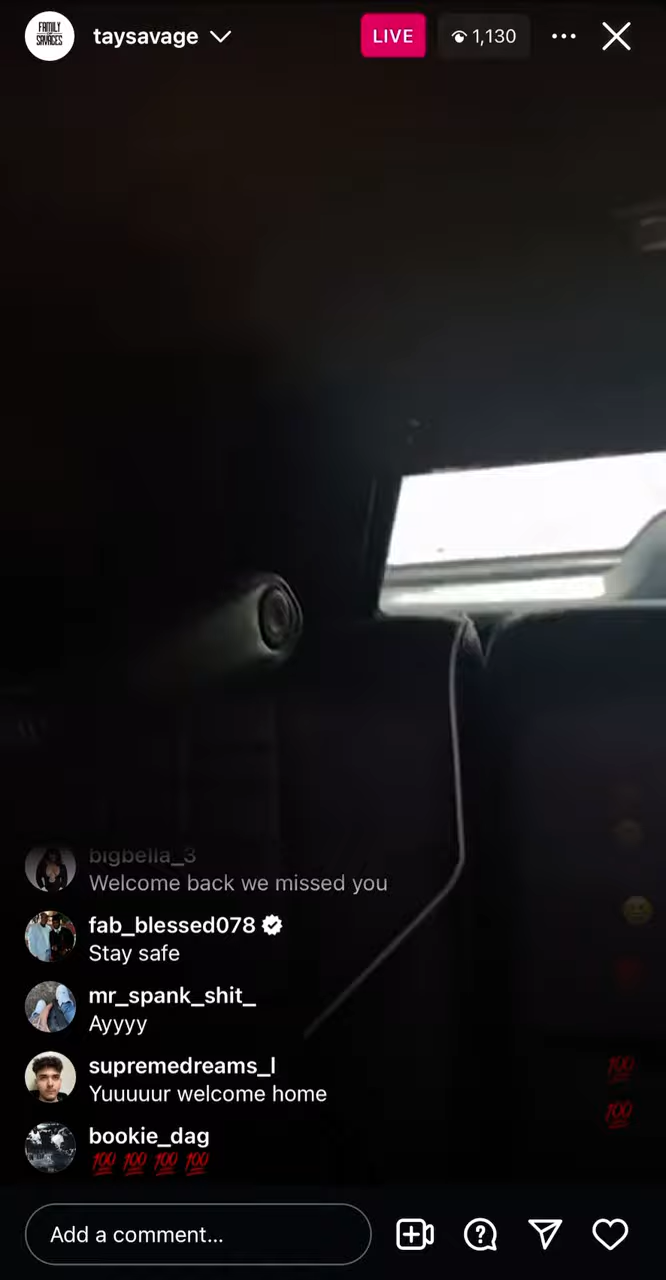 FAMILY
OF
SAVAGES
taysavage
LIVE
1,130
bigbella_3
Welcome back we missed you
fab_blessed078
Stay safe
mr_spank_shit_
Ayyyy
supremedreams_l
Yuuuuur welcome home
bookie_dag
💯 💯 💯 💯
💯
💯
Add a comment...